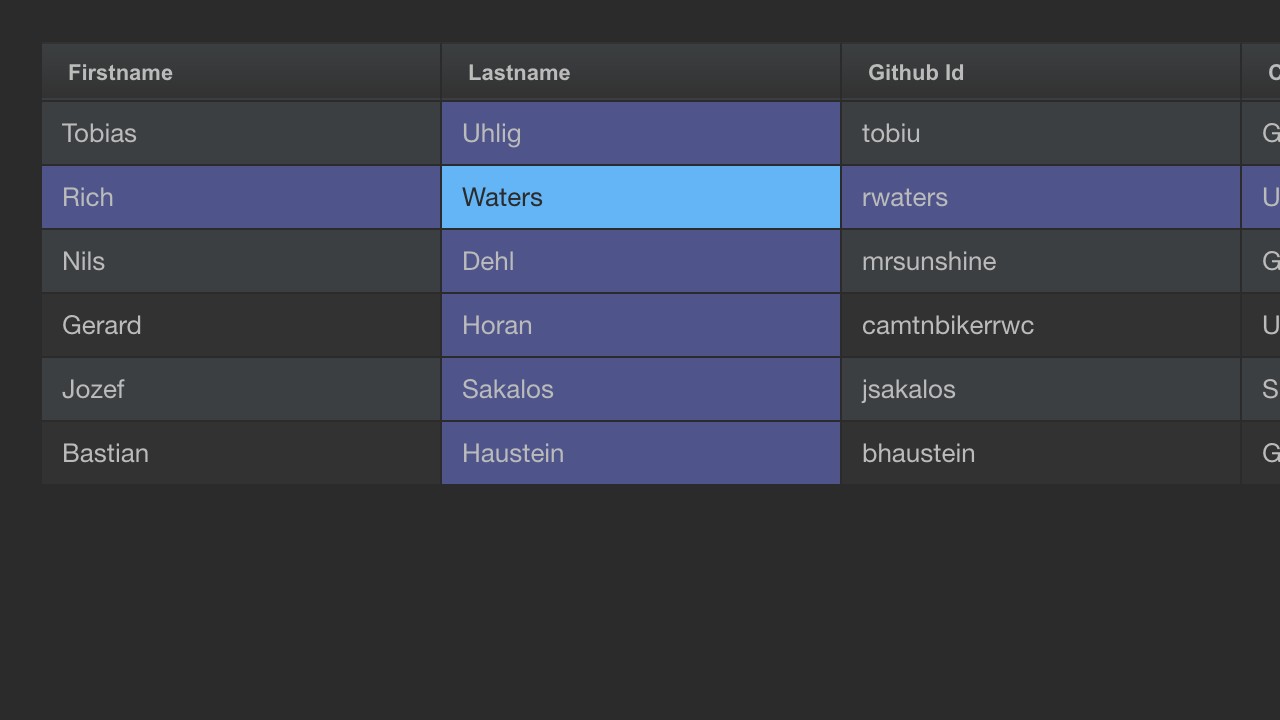 Firstname Lastname Github Id
Tobias Uhlig tobiu
Rich Waters rwaters
Nils Dehl mrsunshine
Gerard Horan camtnbikerrwc
Jozef Sakalos jsakalos
Bastian Haustein bhaustein